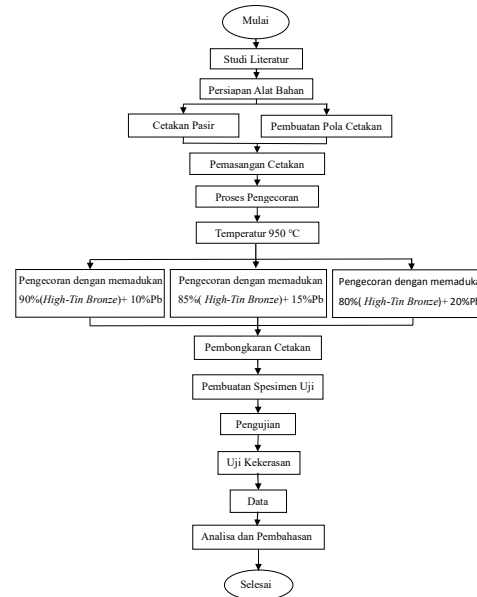 Mulai
Studi Literatur
Persiapan Alat Bahan
Cetakan Pasir
Pembuatan Pola Cetakan
Pemasangan Cetakan
Proses Pengecoran
Temperatur 950 °C
Pengecoran dengan memadukan
90%(High-Tin Bronze)+ 10%Pb
Pengecoran dengan memadukan
85%( High-Tin Bronze)+ 15%Pb
Pengecoran dengan memadukan
80%( High-Tin Bronze)+ 20%Pb
Pembongkaran Cetakan
Pembuatan Spesimen Uji
Pengujian
Uji Kekerasan
Data
Analisa dan Pembahasan
Selesai